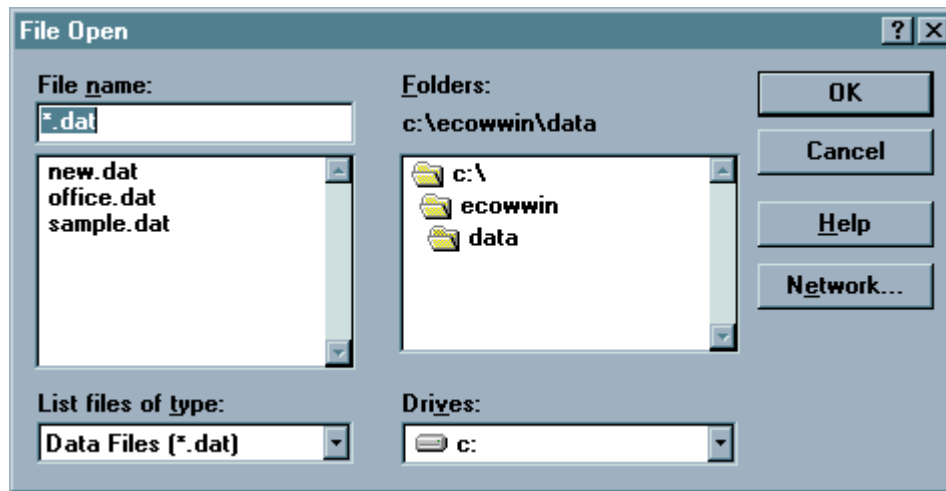 File Open
File name:
*.dat
new.dat
office.dat
sample.dat
List files of type:
Data Files (*.dat)
Folders:
c:\ecowwin\data
c:\
ecowwin
data
Drives:
c:
OK
Cancel
Help
Network...